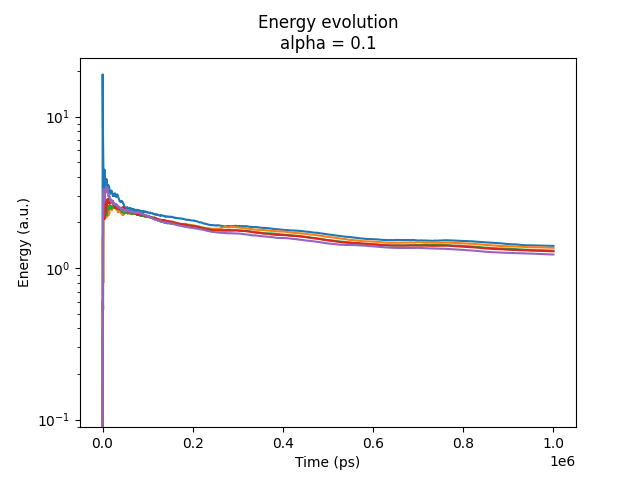 Energy evolution
alpha = 0.1
Energy (a.u.)
10¹
10⁰
10⁻¹
0.0 0.2 0.4 0.6 0.8 1.0
1e6
Time (ps)